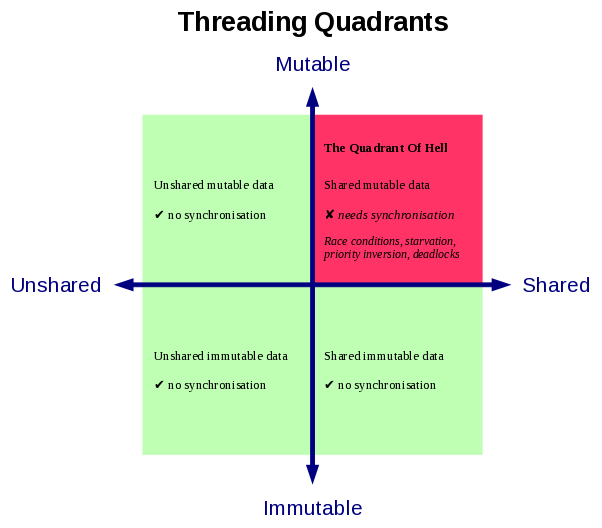 Threading Quadrants
Mutable
The Quadrant Of Hell
Unshared mutable data
✔ no synchronisation
Shared mutable data
✘ needs synchronisation
Race conditions, starvation,
priority inversion, deadlocks
Unshared
Shared
Unshared immutable data
✔ no synchronisation
Shared immutable data
✔ no synchronisation
Immutable